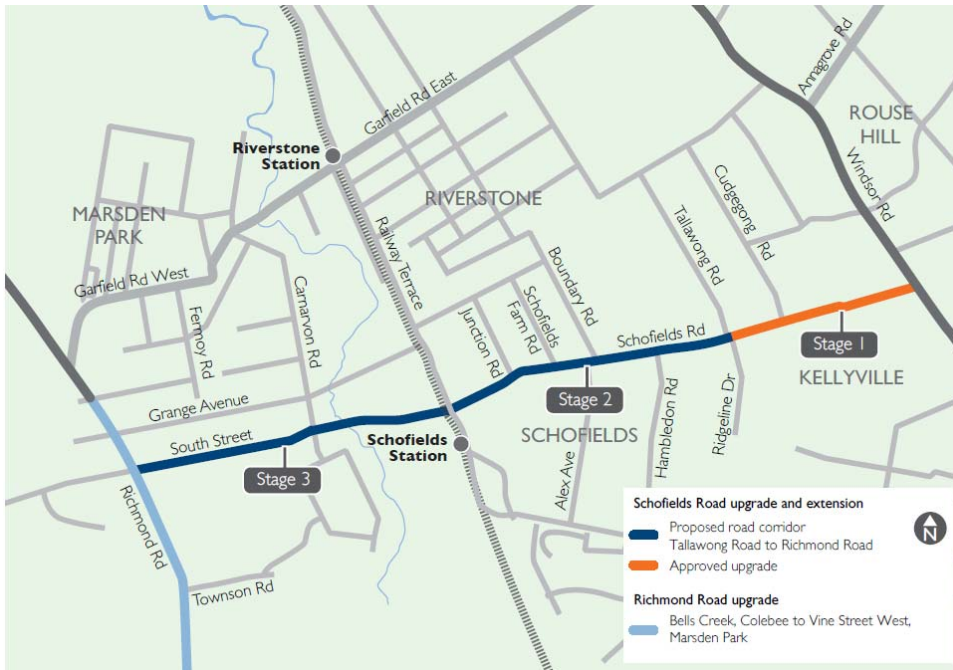 Annagrove Rd
ROUSE
HILL
Windsor Rd
Garfield Rd East
Riverstone
Station
RIVERSTONE
Cudgegong
Rd
Tallawong Rd
MARSDEN
PARK
Railway Terrace
Garfield Rd West
Boundary Rd
Carnarvon Rd
Fermoy Rd
Schofields
Farm Rd
Junction Rd
Schofields Rd
Stage 1
KELLYVILLE
Stage 2
Grange Avenue
South Street
Schofields
Station
SCHOFIELDS
Hambledon Rd
Ridgeline Dr
Alex Ave
Stage 3
Richmond Rd
Townson Rd
Schofields Road upgrade and extension
Proposed road corridor
Tallawong Road to Richmond Road
Approved upgrade
N
Richmond Road upgrade
Bells Creek, Colebee to Vine Street West,
Marsden Park